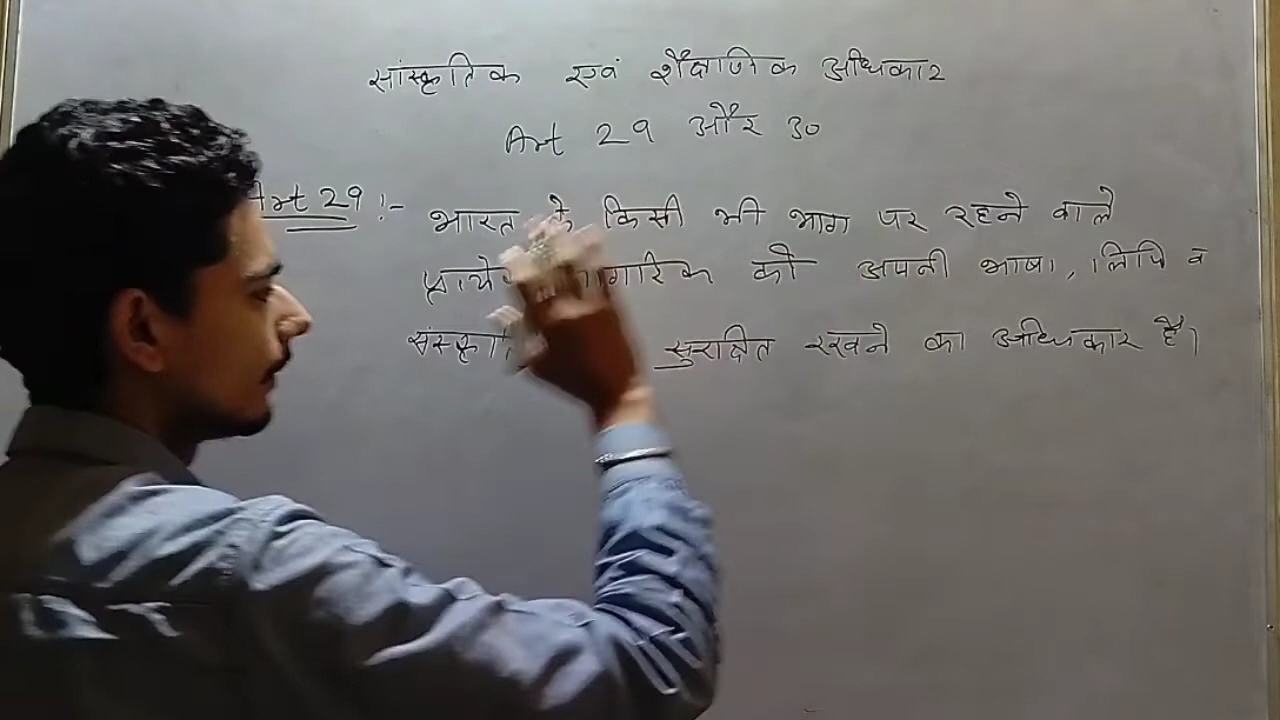 सांस्कृतिक एवं शैक्षणिक अधिकार
Art 29 और 30
Art 29 :- भारत के किसी भी भाग पर रहने वाले
नागरिक को अपनी भाषा, लिपि व
सुरक्षित रखने का अधिकार है।